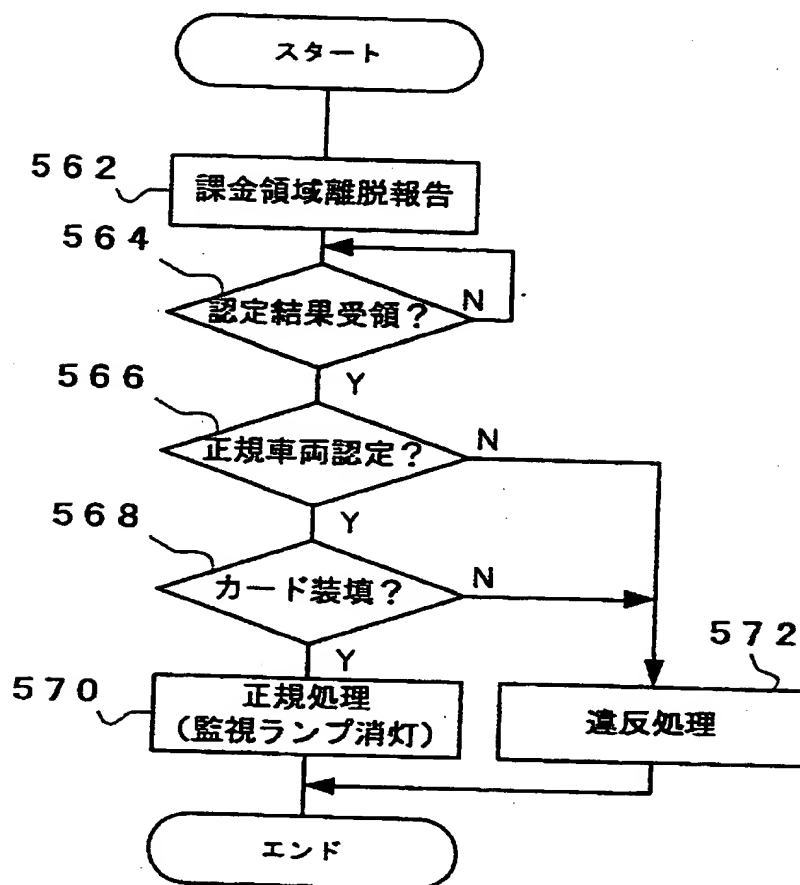 スタート
562
課金領域離脱報告
564
認定結果受領?
N
Y
566
正規車両認定?
N
Y
568
カード装填?
N
Y
570
正規処理
(監視ランプ消灯)
572
違反処理
エンド